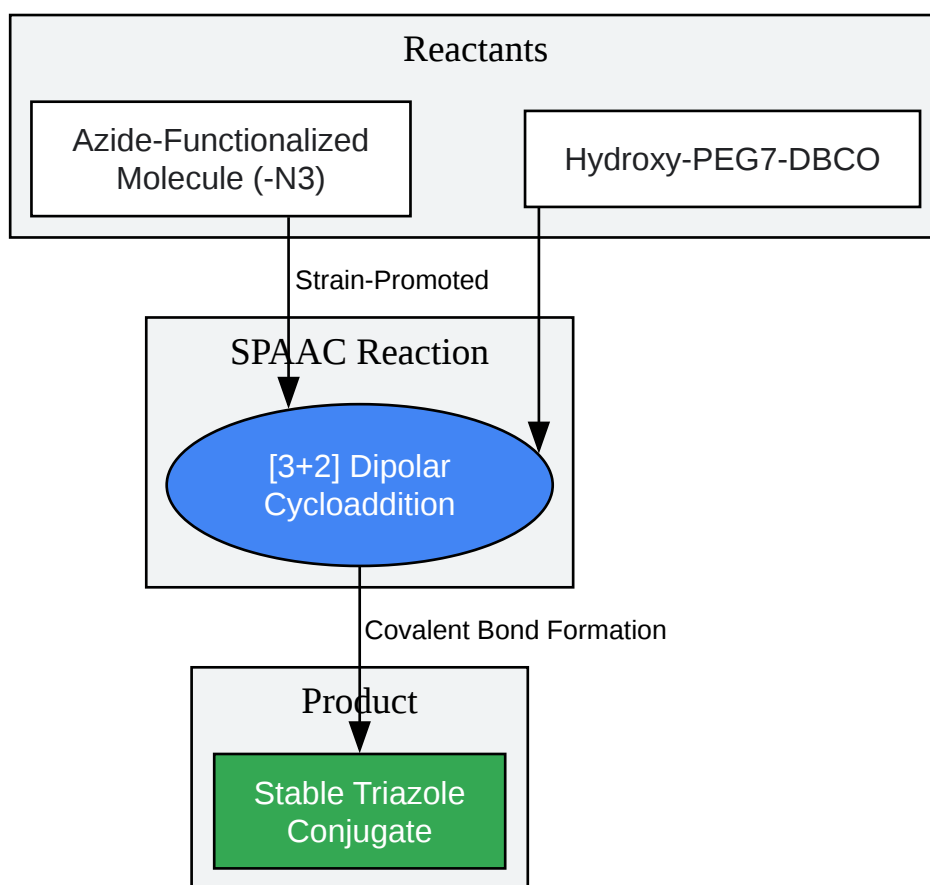 Reactants
Azide-Functionalized
Molecule (-N3)
Hydroxy-PEG7-DBCO
Strain-Promoted
SPAAC Reaction
[3+2] Dipolar
Cycloaddition
Covalent Bond Formation
Product
Stable Triazole
Conjugate